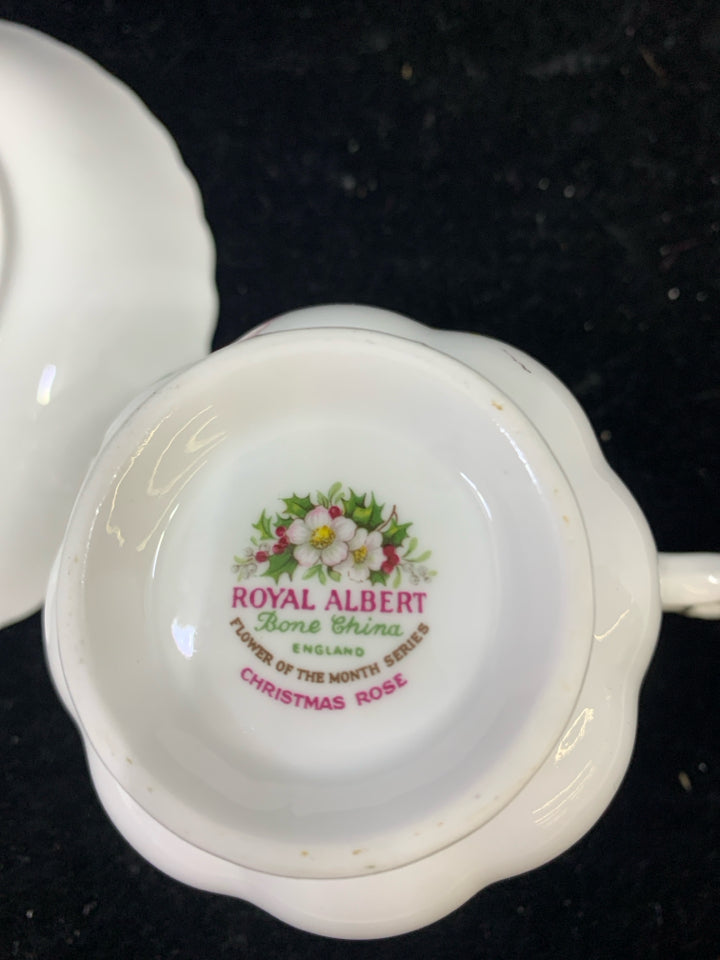 ROYAL ALBERT
Bone China
ENGLAND
FLOWER OF THE MONTH SERIES
CHRISTMAS ROSE